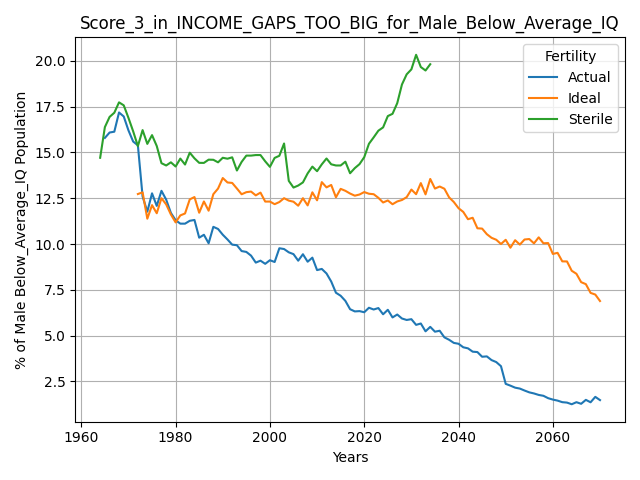 Score_3_in_INCOME_GAPS_TOO_BIG_for_Male_Below_Average_IQ
% of Male Below_Average_IQ Population
20.0
17.5
15.0
12.5
10.0
7.5
5.0
2.5
Fertility
Actual
Ideal
Sterile
1960
1980
2000
2020
2040
2060
Years